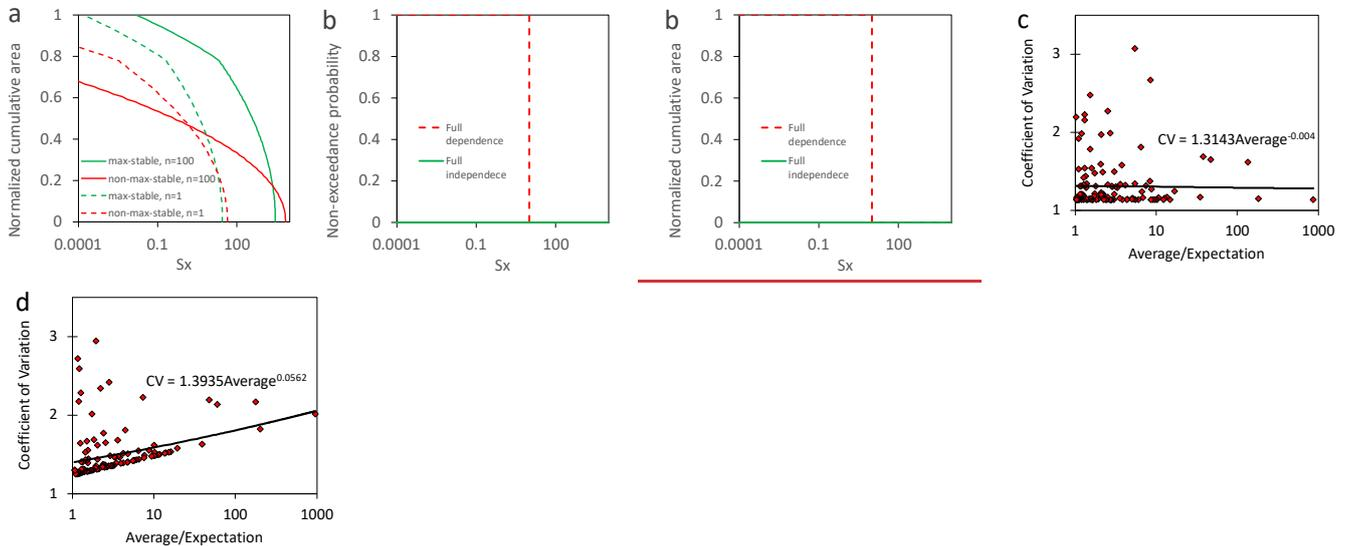 a
Normalized cumulative area
1
0.8
0.6
0.4
0.2
0
max-stable, n=100
non-max-stable, n=100
max-stable, n=1
non-max-stable, n=1
0.0001 0.1 100
Sx
b
Non-exceedance probability
1
0.8
0.6
0.4
0.2
0
Full
dependence
Full
independece
0.0001 0.1 100
Sx
b
Normalized cumulative area
1
0.8
0.6
0.4
0.2
0
Full
dependence
Full
independece
0.0001 0.1 100
Sx
c
Coefficient of Variation
3
2
1
CV = 1.3143Average-0.004
1 10 100 1000
Average/Expectation
d
Coefficient of Variation
3
2
1
CV = 1.3935Average0.0562
1 10 100 1000
Average/Expectation